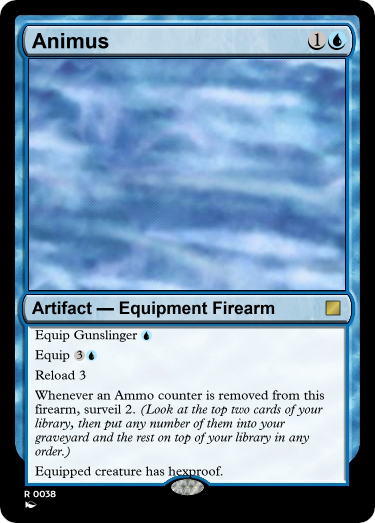 Animus 1
Artifact — Equipment Firearm
Equip Gunslinger
Equip 3
Reload 3
Whenever an Ammo counter is removed from this
firearm, surveil 2. (Look at the top two cards of your
library, then put any number of them into your
graveyard and the rest on top of your library in any
order.)
Equipped creature has hexproof.
R 0038